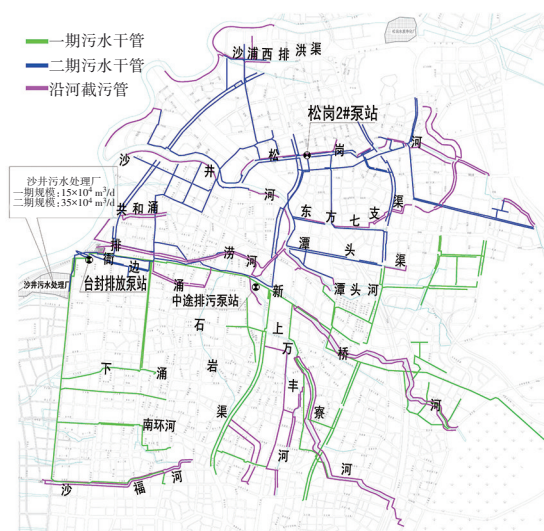 一期污水干管
二期污水干管
沿河截污管
沙浦西排洪渠
松岗2#泵站
沙井
松岗河
河
沙井污水处理厂
一期规模:15×10⁴ m³/d
二期规模:35×10⁴ m³/d
共和涌
东方七支渠
排涝河
潭头渠
衙边涌
沙井污水处理厂
台封排放泵站
中途排污泵站
新桥河
潭头河
石岩渠
上
万丰河
寮河
下涌
南环河
沙福河